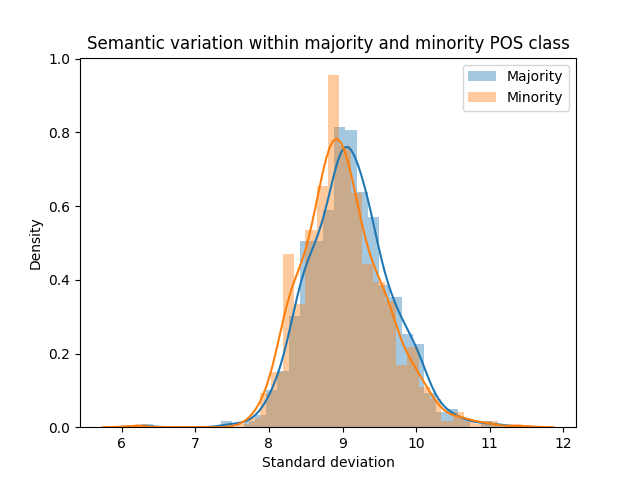 Semantic variation within majority and minority POS class
Majority
Minority
1.0
0.8
0.6
0.4
0.2
0.0
Density
6 7 8 9 10 11 12
Standard deviation